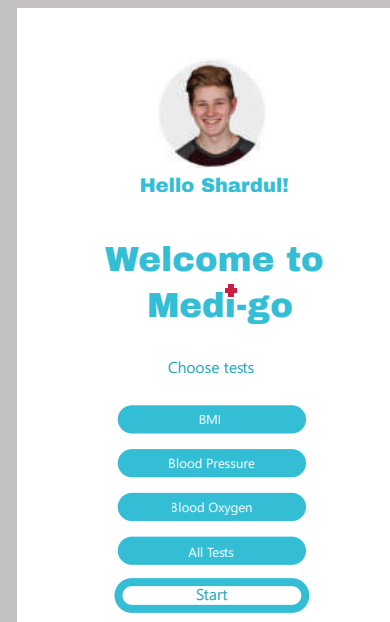 Hello Shardul!
Welcome to
Medi-go
Choose tests
BMI
Blood Pressure
Blood Oxygen
All Tests
Start